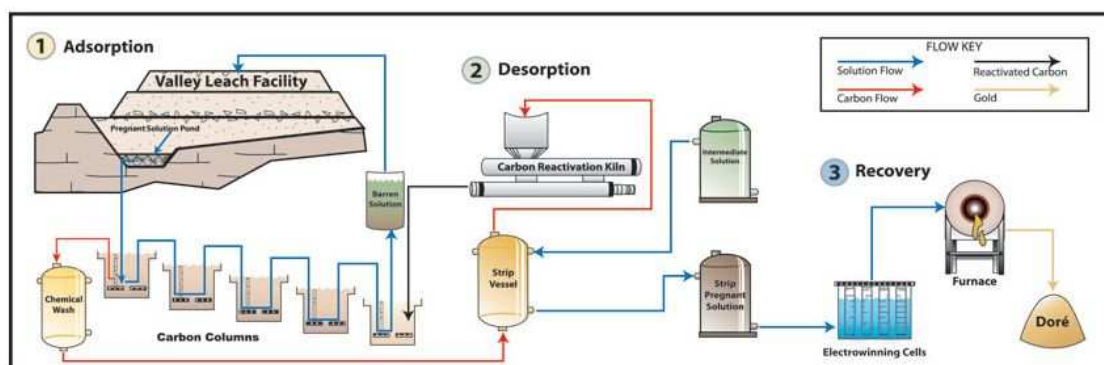 1 Adsorption
Valley Leach Facility
Pregnant Solution Pond
Barren
Solution
Chemical
Wash
Carbon Columns
2 Desorption
Carbon Reactivation Kiln
Intermediate
Solution
Strip
Vessel
Strip
Pregnant
Solution
FLOW KEY
Solution Flow
Reactivated Carbon
Carbon Flow
Gold
3 Recovery
Furnace
Electrowinning Cells
Doré